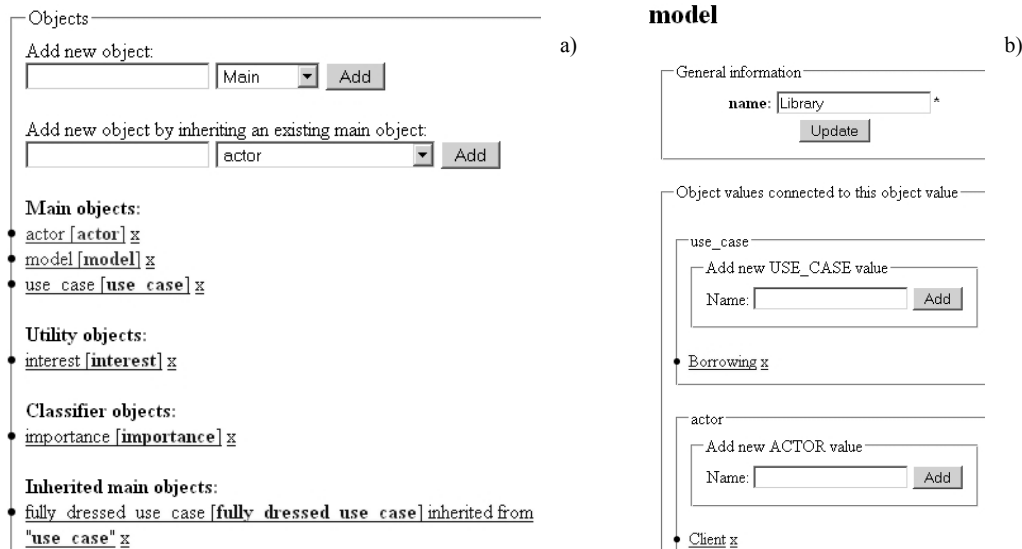 Objects
Add new object:
Main Add
Add new object by inheriting an existing main object:
actor Add
Main objects:
actor [actor] x
model [model] x
use_case [use_case] x
Utility objects:
interest [interest] x
Classifier objects:
importance [importance] x
Inherited main objects:
fully_dressed_use_case [fully_dressed_use_case] inherited from
"use_case" x
a)
model
General information
name: Library *
Update
Object values connected to this object value
use_case
Add new USE_CASE value
Name: Add
Borrowing x
actor
Add new ACTOR value
Name: Add
Client x
b)